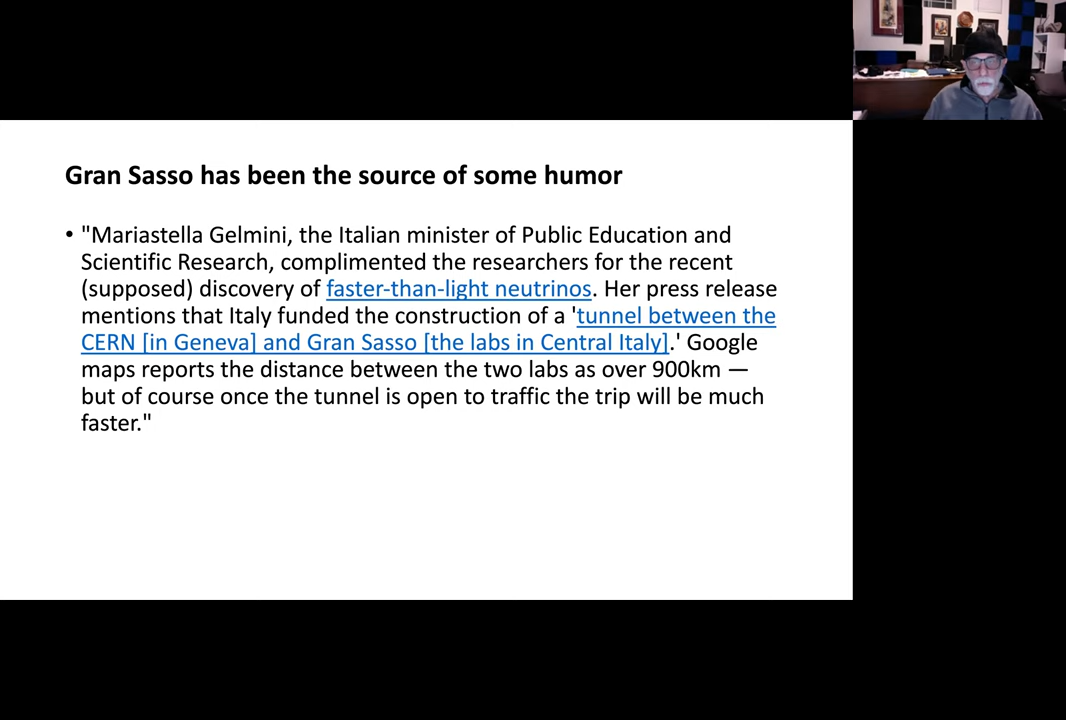 Gran Sasso has been the source of some humor
• "Mariastella Gelmini, the Italian minister of Public Education and
Scientific Research, complimented the researchers for the recent
(supposed) discovery of faster-than-light neutrinos. Her press release
mentions that Italy funded the construction of a 'tunnel between the
CERN [in Geneva] and Gran Sasso [the labs in Central Italy].' Google
maps reports the distance between the two labs as over 900km —
but of course once the tunnel is open to traffic the trip will be much
faster."